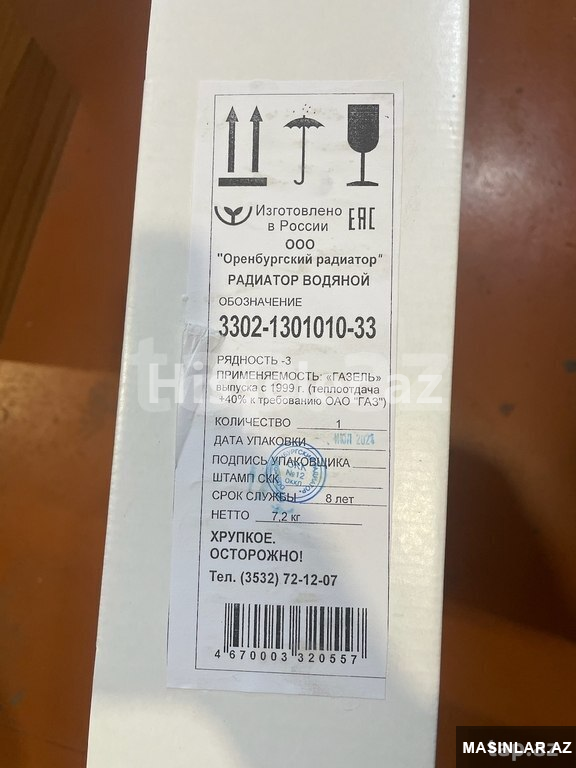 Изготовлено
в России
EAC
ООО
"Оренбургский радиатор"
РАДИАТОР ВОДЯНОЙ
ОБОЗНАЧЕНИЕ
3302-1301010-33
РЯДНОСТЬ -3
ПРИМЕНЯЕМОСТЬ: «ГАЗЕЛЬ»
выпуска с 1999 г. (теплоотдача
+40% к требованию ОАО "ГАЗ")
КОЛИЧЕСТВО 1
ДАТА УПАКОВКИ ИЮЛ
ПОДПИСЬ УПАКОВЩИКА
ШТАМП СКК
№12
СРОК СЛУЖБЫ 8 лет
НЕТТО 7,2 кг
ХРУПКОЕ.
ОСТОРОЖНО!
Тел. (3532) 72-12-07
4 670003 320557
MASINLAR.AZ